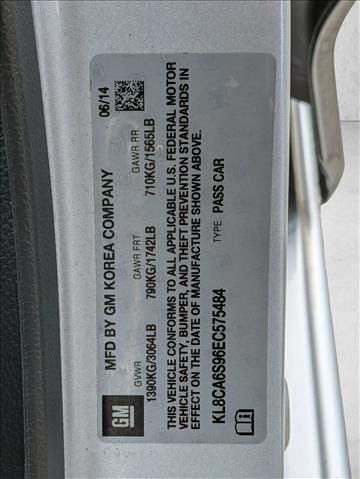 GM
MFD BY GM KOREA COMPANY
06/14
GVWR GAWR FRT GAWR RR
1390KG/3064LB 790KG/1742LB 710KG/1565LB
THIS VEHICLE CONFORMS TO ALL APPLICABLE U.S. FEDERAL MOTOR
VEHICLE SAFETY, BUMPER, AND THEFT PREVENTION STANDARDS IN
EFFECT ON THE DATE OF MANUFACTURE SHOWN ABOVE.
KL8CA6S96EC575484 TYPE: PASS CAR